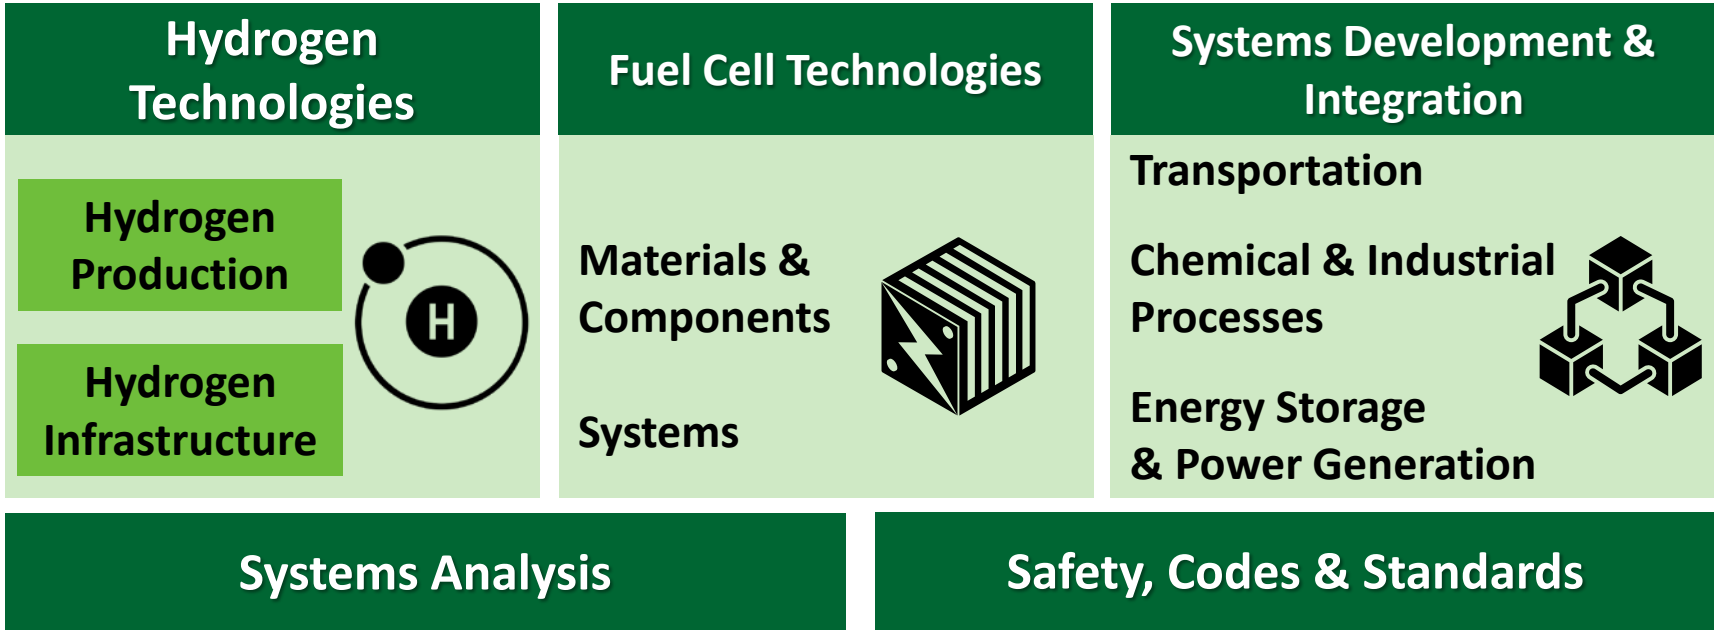 Hydrogen
Technologies
Hydrogen
Production
H
Hydrogen
Infrastructure
Fuel Cell Technologies
Materials &
Components
Systems
Systems Development &
Integration
Transportation
Chemical & Industrial
Processes
Energy Storage
& Power Generation
Systems Analysis
Safety, Codes & Standards